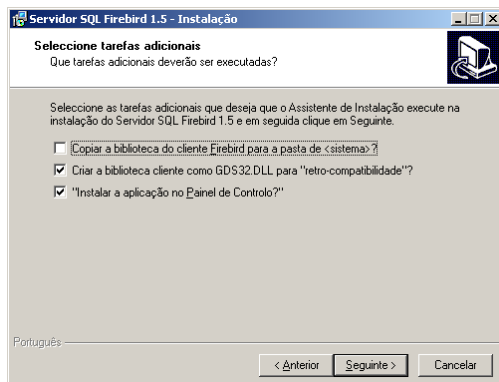 Servidor SQL Firebird 1.5 - Instalação
Seleccione tarefas adicionais
Que tarefas adicionais deverão ser executadas?
Seleccione as tarefas adicionais que deseja que o Assistente de Instalação execute na
instalação do Servidor SQL Firebird 1.5 e em seguida clique em Seguinte.
Copiar a biblioteca do cliente Firebird para a pasta de <sistema>?
Criar a biblioteca cliente como GDS32.DLL para "retro-compatibilidade"?
"Instalar a aplicação no Painel de Controlo?"
Português
< Anterior
Seguinte >
Cancelar